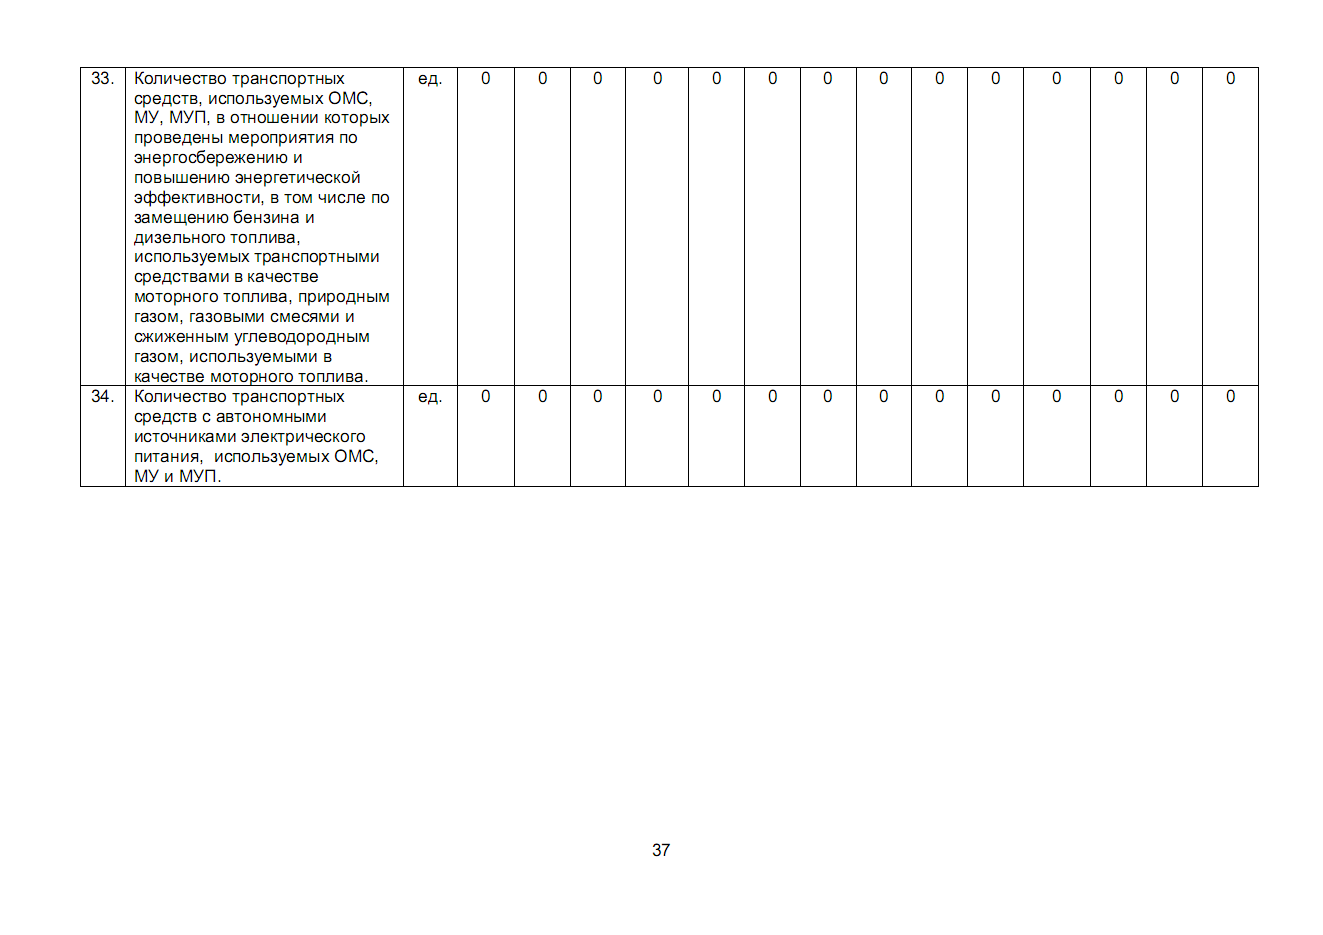 33. Количество транспортных ед. 0 0 0 0 0 0 0 0 0 0 0 0 0 0
средств, используемых ОМС,
МУ, МУП, в отношении которых
проведены мероприятия по
энергосбережению и
повышению энергетической
эффективности, в том числе по
замещению бензина и
дизельного топлива,
используемых транспортными
средствами в качестве
моторного топлива, природным
газом, газовыми смесями и
сжиженным углеводородным
газом, используемыми в
качестве моторного топлива.
34. Количество транспортных ед. 0 0 0 0 0 0 0 0 0 0 0 0 0 0
средств с автономными
источниками электрического
питания,  используемых ОМС,
МУ и МУП.
37